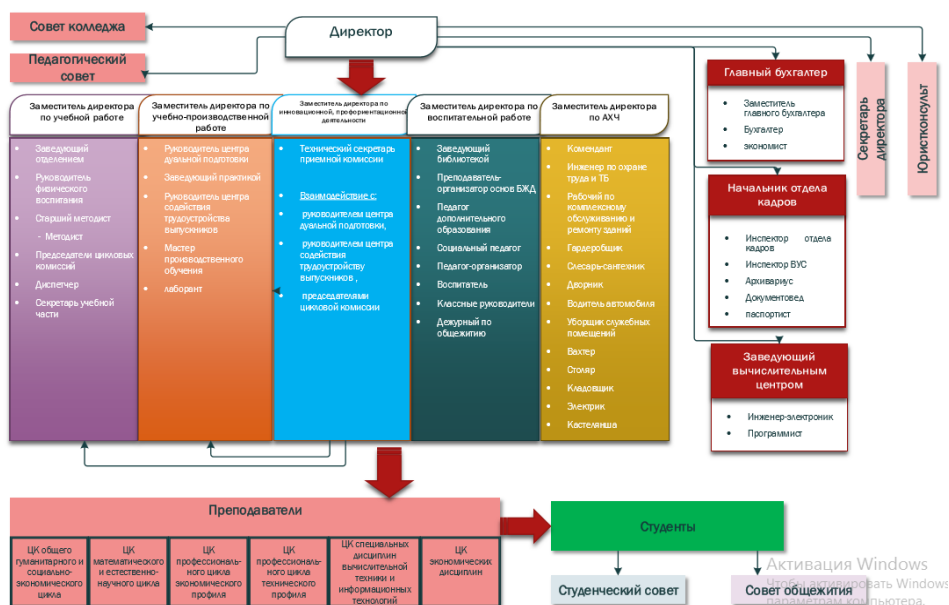 Совет колледжа
Педагогический
совет
Директор
Заместитель директора
по учебной работе
Заместитель директора по
учебно-производственной
работе
Заместитель директора по
инновационной, профориентационной
деятельности
Заместитель директора по
воспитательной работе
Заместитель директора
по АХЧ
Заведующий
отделением
Руководитель
физического
воспитания
Старший методист
- Методист
Председатели цикловых
комиссий
Диспетчер
Секретарь учебной
части
Руководитель центра
дуальной подготовки
Заведующий практикой
Руководитель центра
содействия
трудоустройства
выпускников
Мастер
производственного
обучения
лаборант
Технический секретарь
приемной комиссии
Взаимодействие с:
руководителем центра
дуальной подготовки,
руководителем центра
содействия
трудоустройству
выпускников ,
председателями
цикловой комиссии
Заведующий
библиотекой
Преподаватель-
организатор основ БЖД
Педагог
дополнительного
образования
Социальный педагог
Педагог-организатор
Воспитатель
Классные руководители
Дежурный по
общежитию
Комендант
Инженер по охране
труда и ТБ
Рабочий по
комплексному
обслуживанию и
ремонту зданий
Гардеробщик
Слесарь-сантехник
Дворник
Водитель автомобиля
Уборщик служебных
помещений
Вахтер
Столяр
Кладовщик
Электрик
Кастелянша
Главный бухгалтер
Заместитель
главного бухгалтера
Бухгалтер
экономист
Начальник отдела
кадров
Инспектор отдела
кадров
Инспектор ВУС
Архивариус
Документовед
паспортист
Заведующий
вычислительным
центром
Инженер-электроник
Программист
Секретарь
директора
Юристконсульт
Преподаватели
ЦК общего
гуманитарного и
социально-
экономического
цикла
ЦК
математического
и естественно-
научного цикла
ЦК
профессиональ-
ного цикла
экономического
профиля
ЦК
профессиональ-
ного цикла
технического
профиля
ЦК специальных
дисциплин
вычислительной
техники и
информационных
технологий
ЦК
экономических
дисциплин
Студенты
Студенческий совет
Совет общежития
Активация Windows
Чтобы активировать Windows
параметрам компьютера.